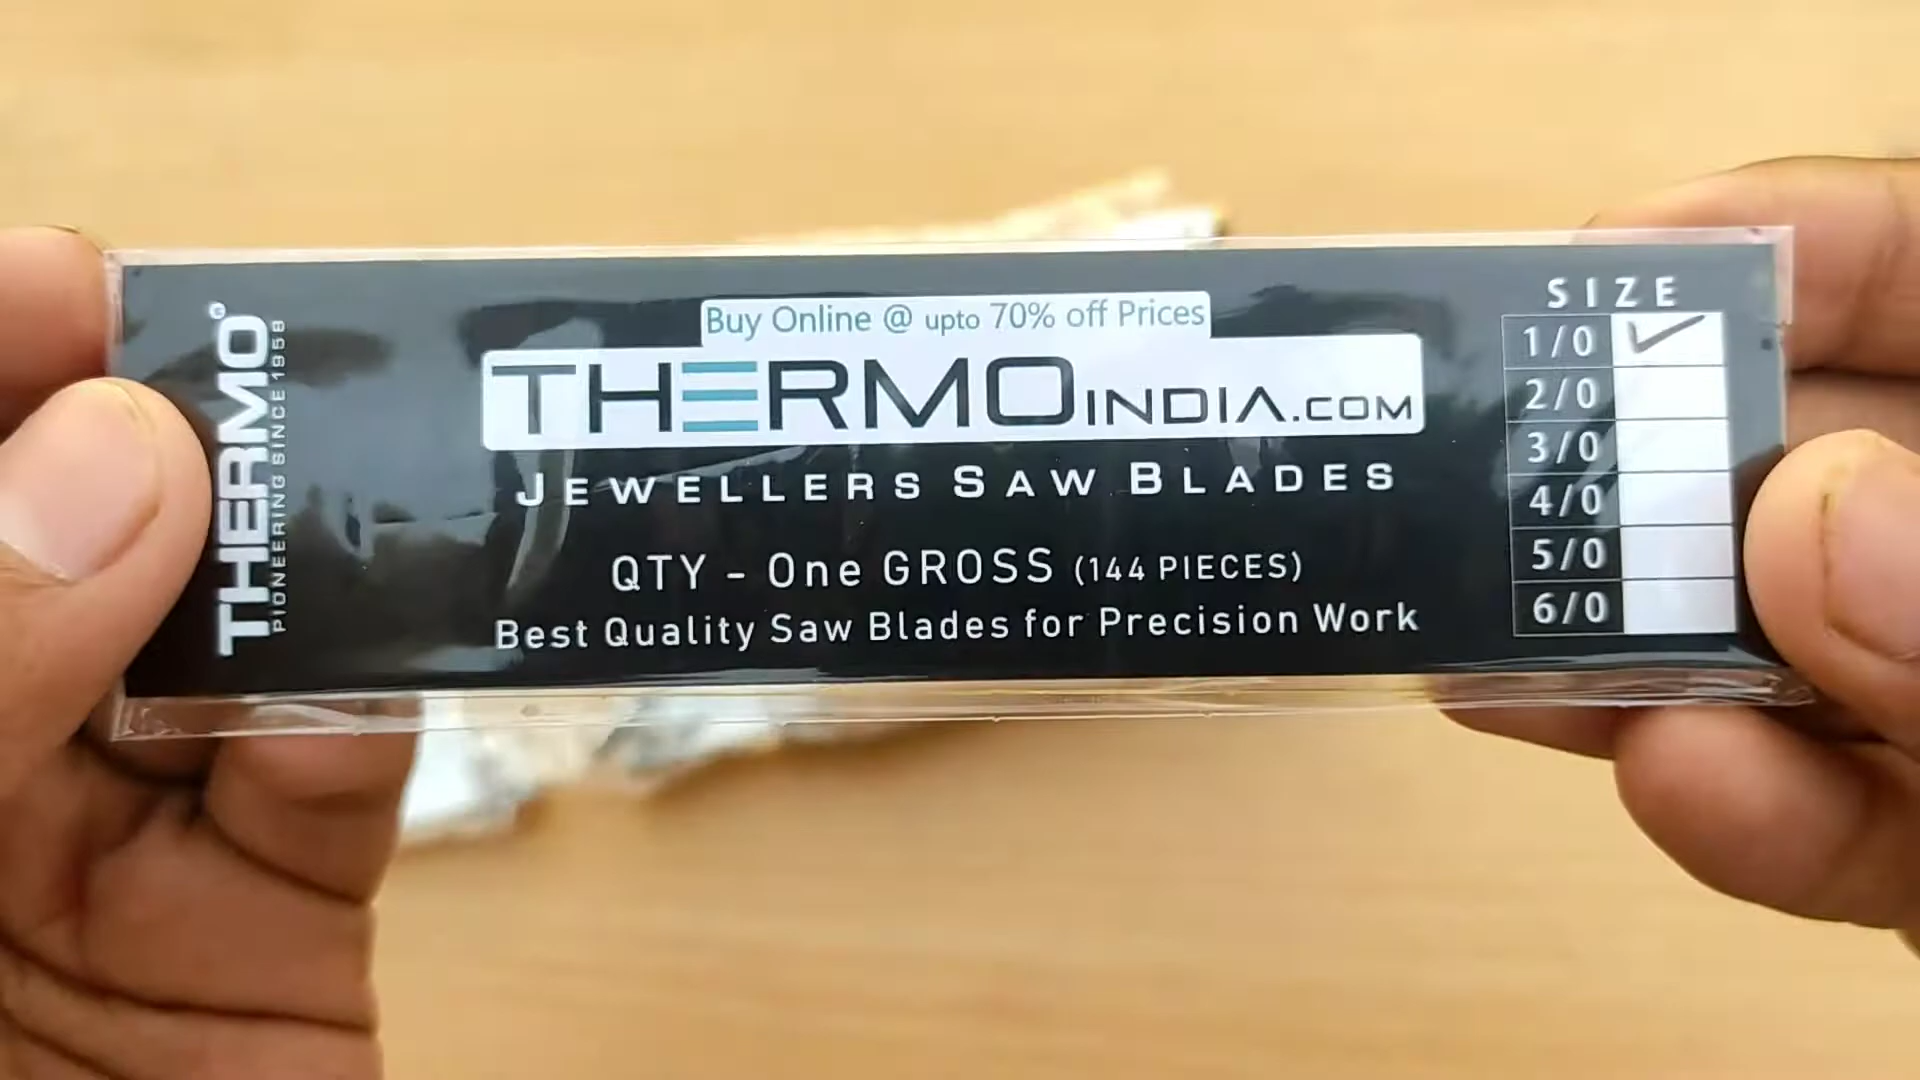 THERMO®
PIONEERING SINCE 1958
Buy Online @ upto 70% off Prices
THERMOINDIA.COM
JEWELLERS SAW BLADES
QTY - One GROSS (144 PIECES)
Best Quality Saw Blades for Precision Work
SIZE
1/0 ✓
2/0
3/0
4/0
5/0
6/0